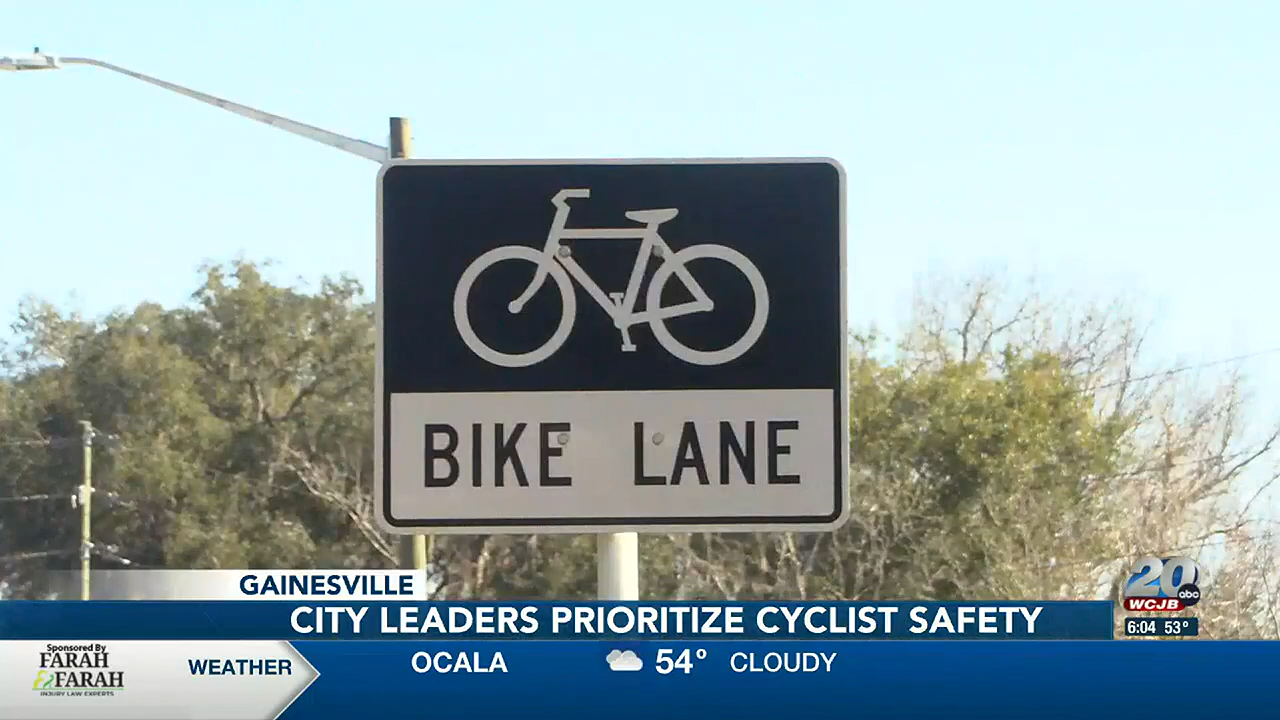 BIKE LANE
GAINESVILLE
CITY LEADERS PRIORITIZE CYCLIST SAFETY
20
abc
WCJB
6:04 53°
Sponsored By
FARAH
& FARAH
INJURY LAW EXPERTS
WEATHER
OCALA 54° CLOUDY